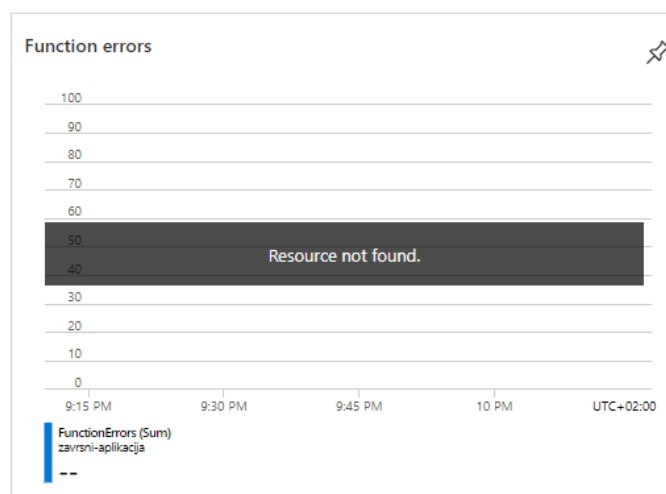 Function errors
100
90
80
70
60
50
Resource not found.
40
30
20
10
0
9:15 PM 9:30 PM 9:45 PM 10 PM UTC+02:00
FunctionErrors (Sum)
zavrsni-aplikacija
--